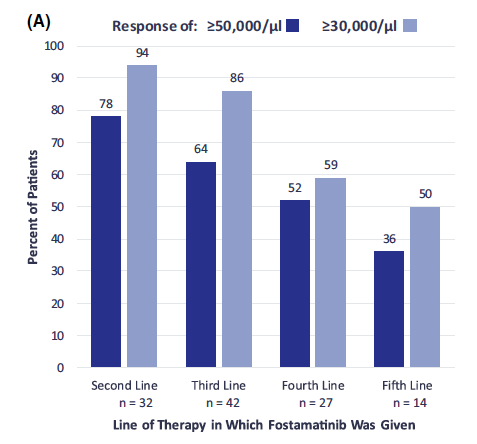 (A)
Response of: ≥50,000/µl ≥30,000/µl
Percent of Patients
100
90
80
70
60
50
40
30
20
10
0
78
94
64
86
52
59
36
50
Second Line
n = 32
Third Line
n = 42
Fourth Line
n = 27
Fifth Line
n = 14
Line of Therapy in Which Fostamatinib Was Given